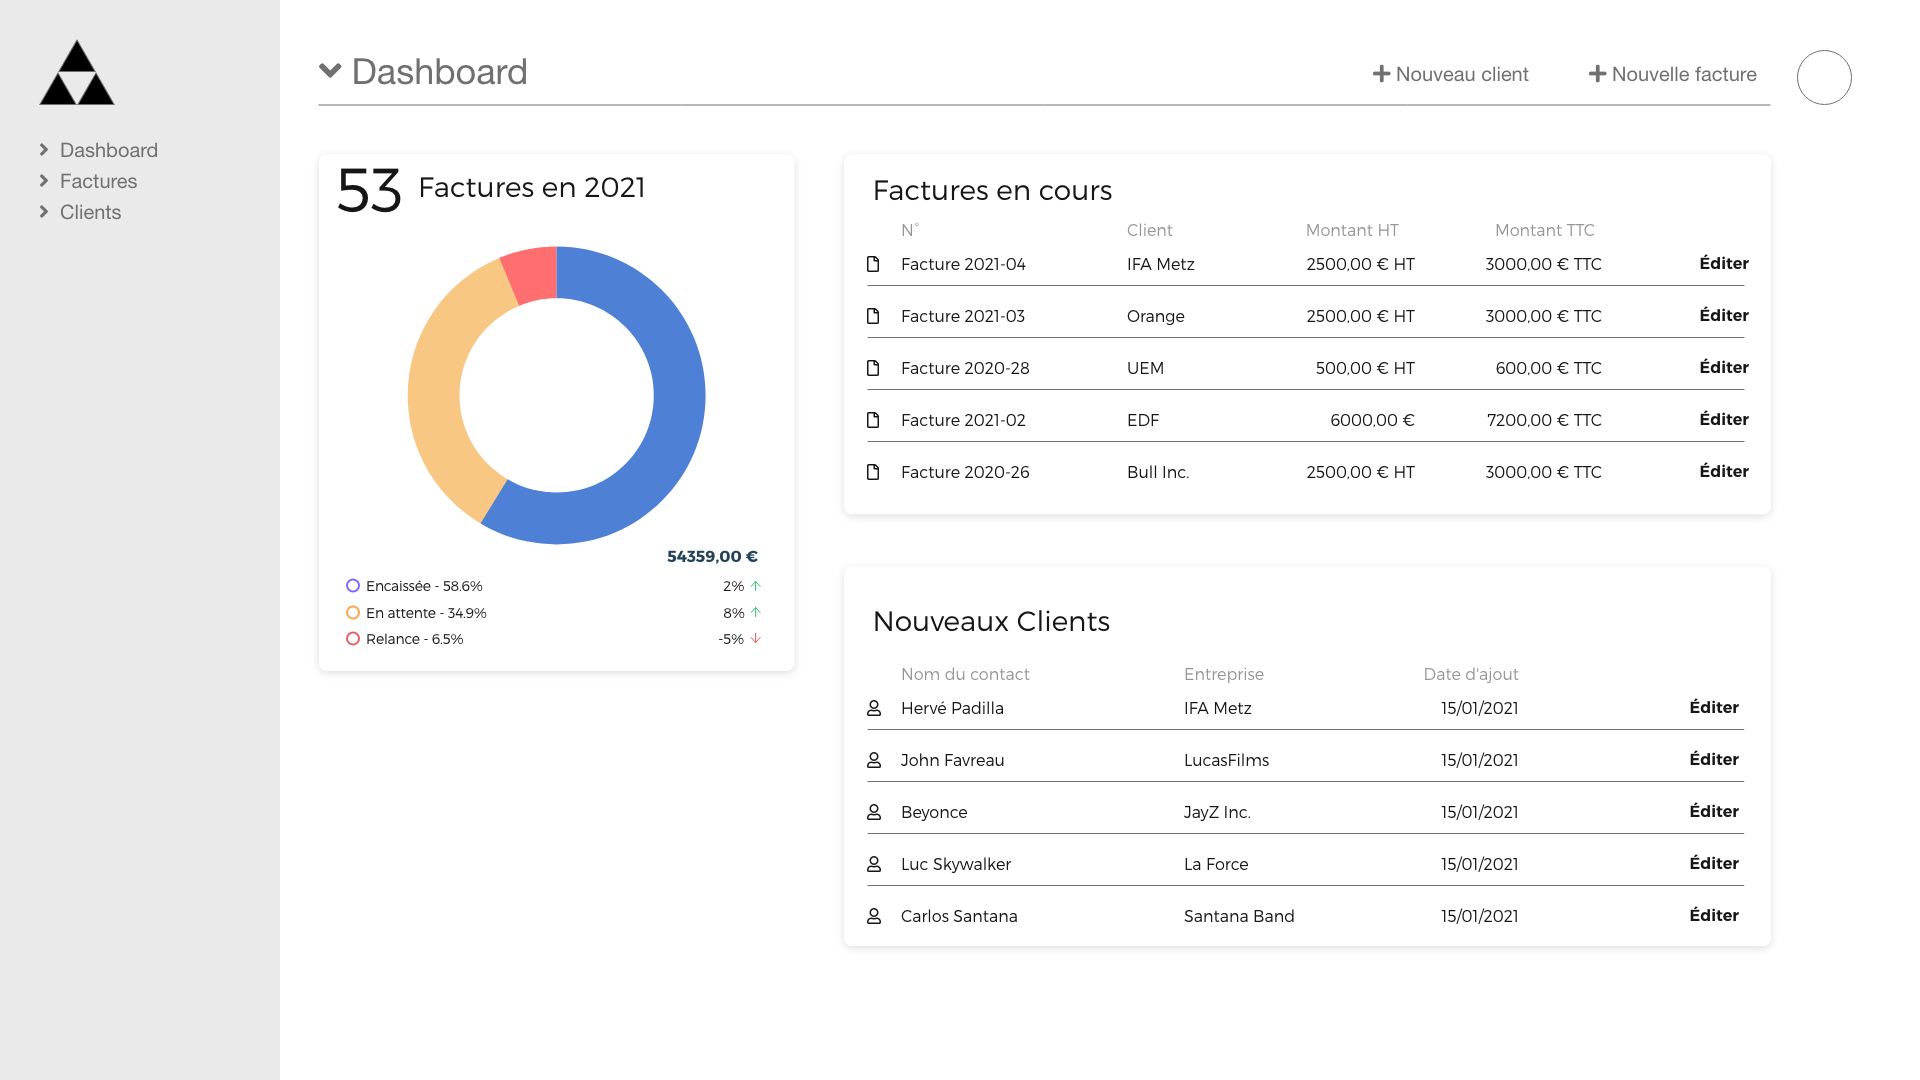 Dashboard
Nouveau client
Nouvelle facture
Dashboard
Factures
Clients
53 Factures en 2021
54359,00 €
Encaissée - 58.6% 2%
En attente - 34.9% 8%
Relance - 6.5% -5%
Factures en cours
N° Client Montant HT Montant TTC
Facture 2021-04 IFA Metz 2500,00 € HT 3000,00 € TTC Éditer
Facture 2021-03 Orange 2500,00 € HT 3000,00 € TTC Éditer
Facture 2020-28 UEM 500,00 € HT 600,00 € TTC Éditer
Facture 2021-02 EDF 6000,00 € 7200,00 € TTC Éditer
Facture 2020-26 Bull Inc. 2500,00 € HT 3000,00 € TTC Éditer
Nouveaux Clients
Nom du contact Entreprise Date d'ajout
Hervé Padilla IFA Metz 15/01/2021 Éditer
John Favreau LucasFilms 15/01/2021 Éditer
Beyonce JayZ Inc. 15/01/2021 Éditer
Luc Skywalker La Force 15/01/2021 Éditer
Carlos Santana Santana Band 15/01/2021 Éditer